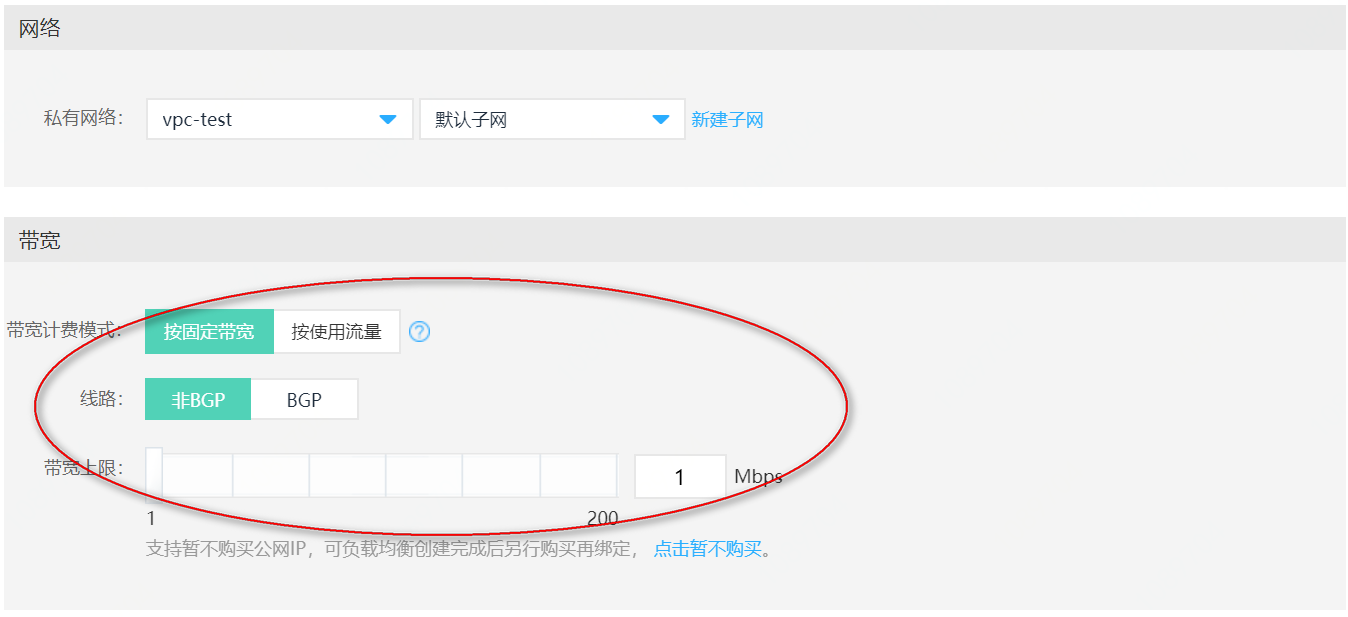 网络
私有网络： vpc-test 默认子网 新建子网
带宽
带宽计费模式： 按固定带宽 按使用流量 ?
线路： 非BGP BGP
带宽上限： 1 Mbps
1 200
支持暂不购买公网IP，可负载均衡创建完成后另行购买再绑定， 点击暂不购买。